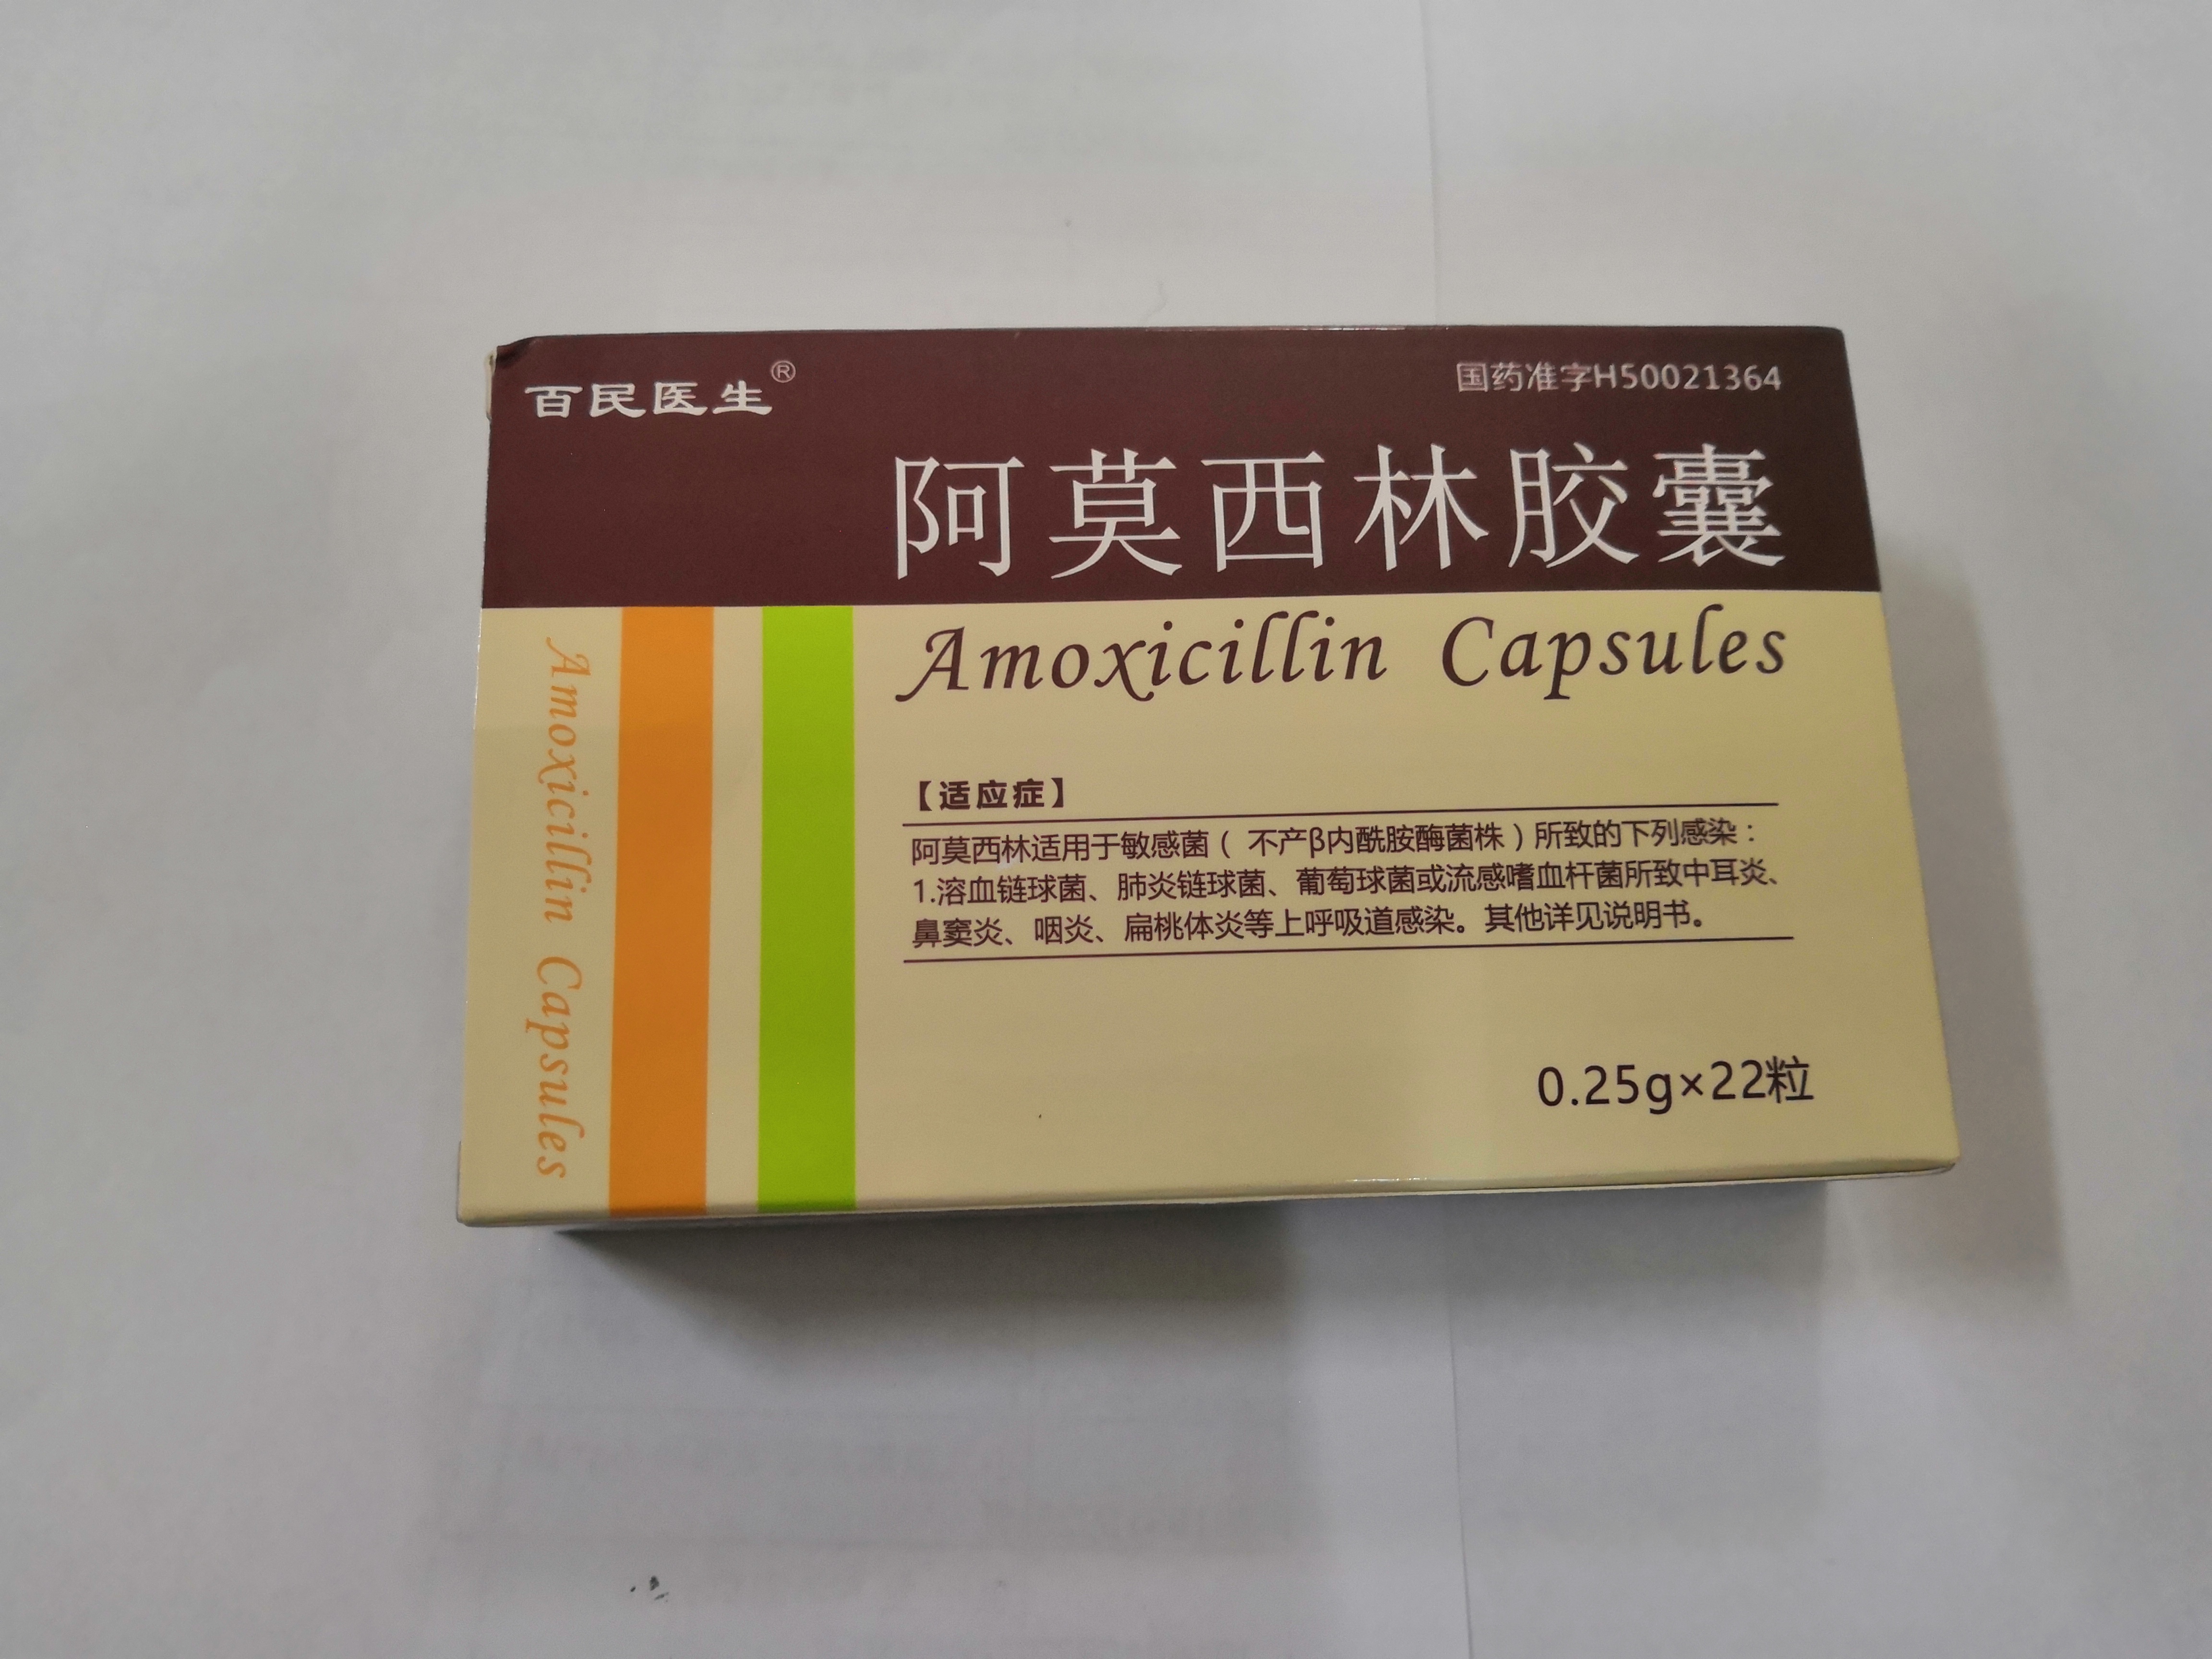 百民医生®
国药准字H50021364
阿莫西林胶囊
Amoxicillin Capsules
Amoxicillin Capsules
【适应症】
阿莫西林适用于敏感菌（ 不产β内酰胺酶菌株）所致的下列感染：
1.溶血链球菌、肺炎链球菌、葡萄球菌或流感嗜血杆菌所致中耳炎、
鼻窦炎、咽炎、扁桃体炎等上呼吸道感染。其他详见说明书。
0.25g×22粒